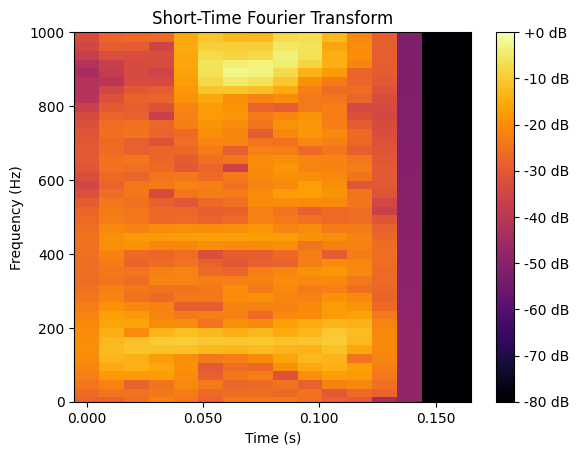 Short-Time Fourier Transform
1000
800
600
400
200
0
Frequency (Hz)
0.000
0.050
0.100
0.150
Time (s)
+0 dB
-10 dB
-20 dB
-30 dB
-40 dB
-50 dB
-60 dB
-70 dB
-80 dB